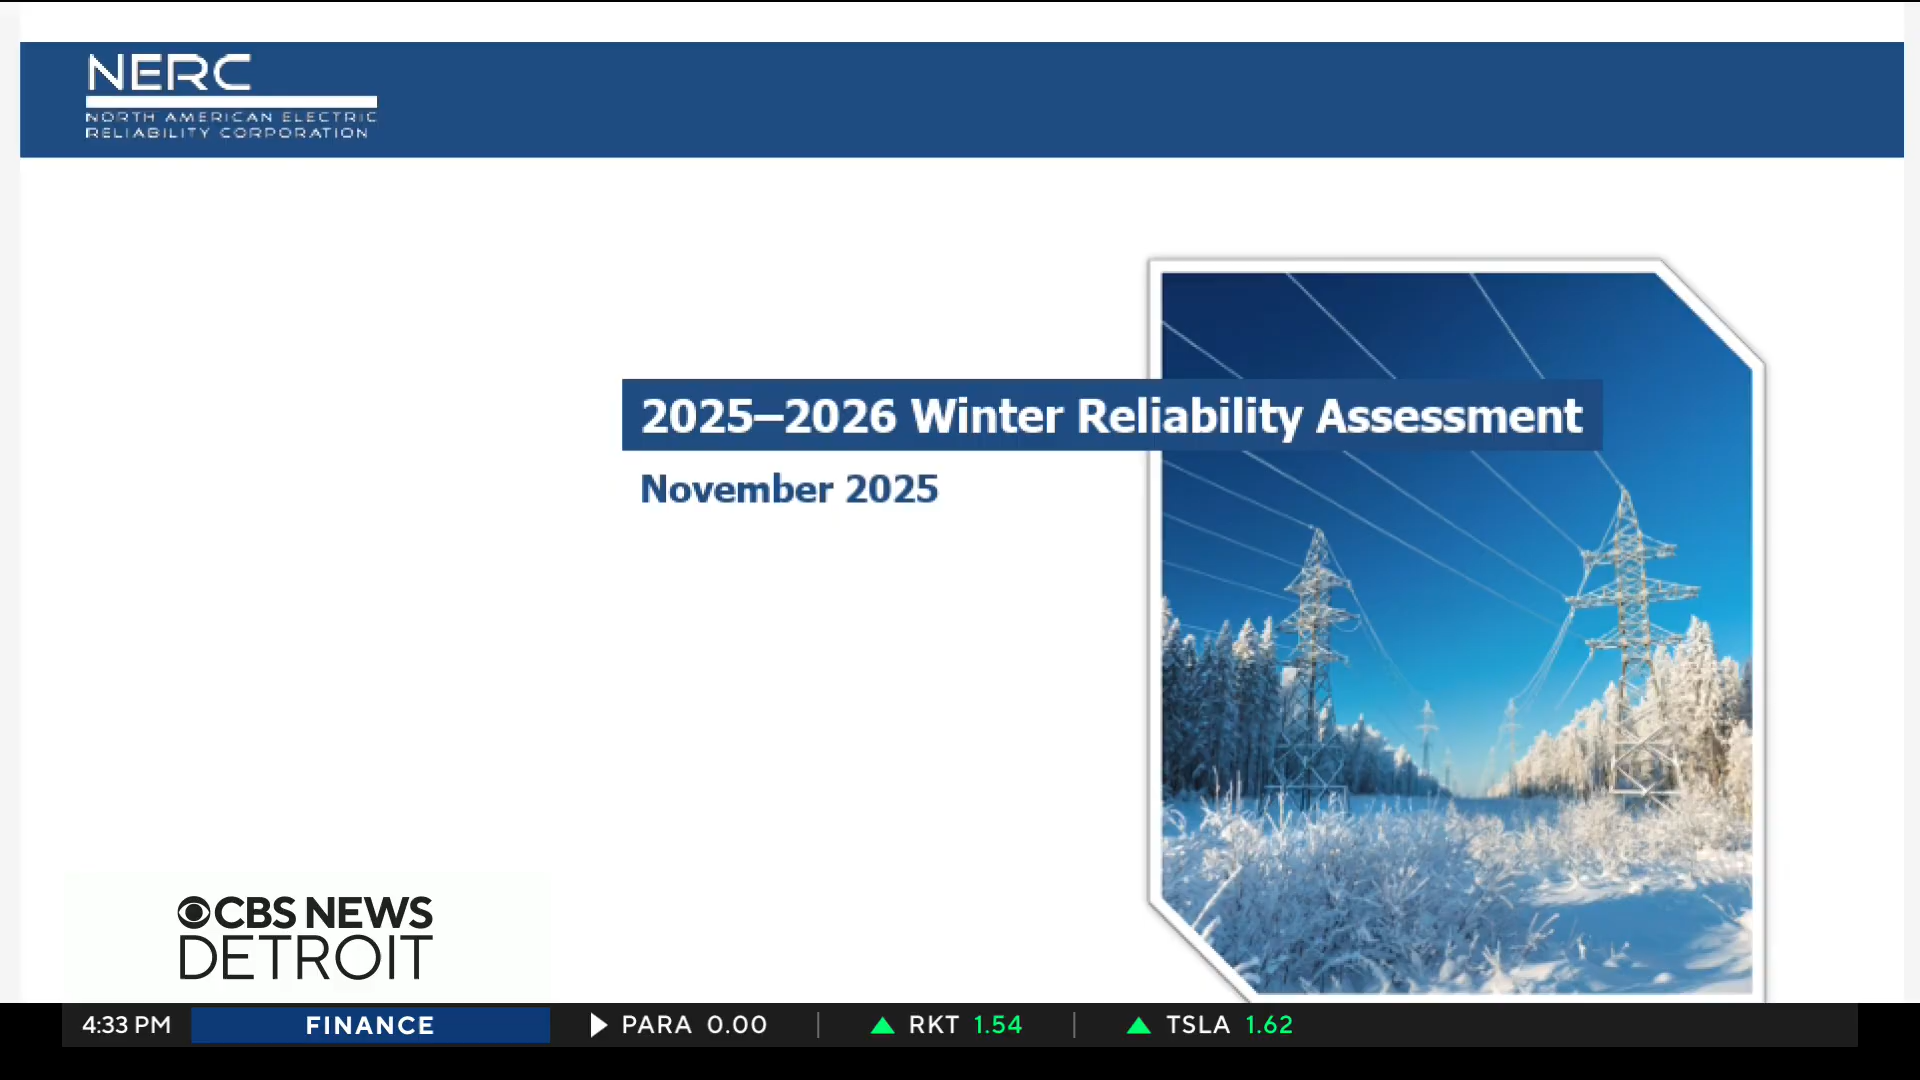 NERC
NORTH AMERICAN ELECTRIC
RELIABILITY CORPORATION
2025–2026 Winter Reliability Assessment
November 2025
CBS NEWS
DETROIT
4:33 PM FINANCE PARA 0.00 RKT 1.54 TSLA 1.62